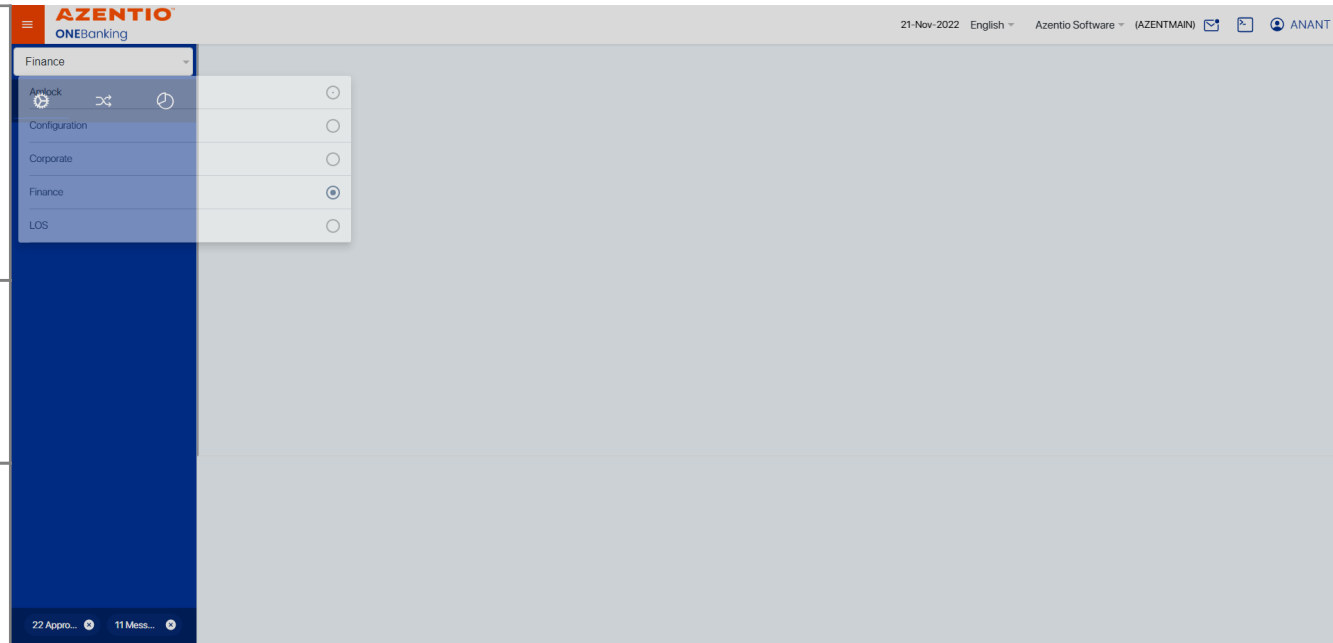 AZENTIO™
ONEBanking
21-Nov-2022 English Azentio Software (AZENTMAIN) ANANT
Finance
Amlock
Configuration
Corporate
Finance
LOS
22 Appro... 11 Mess...